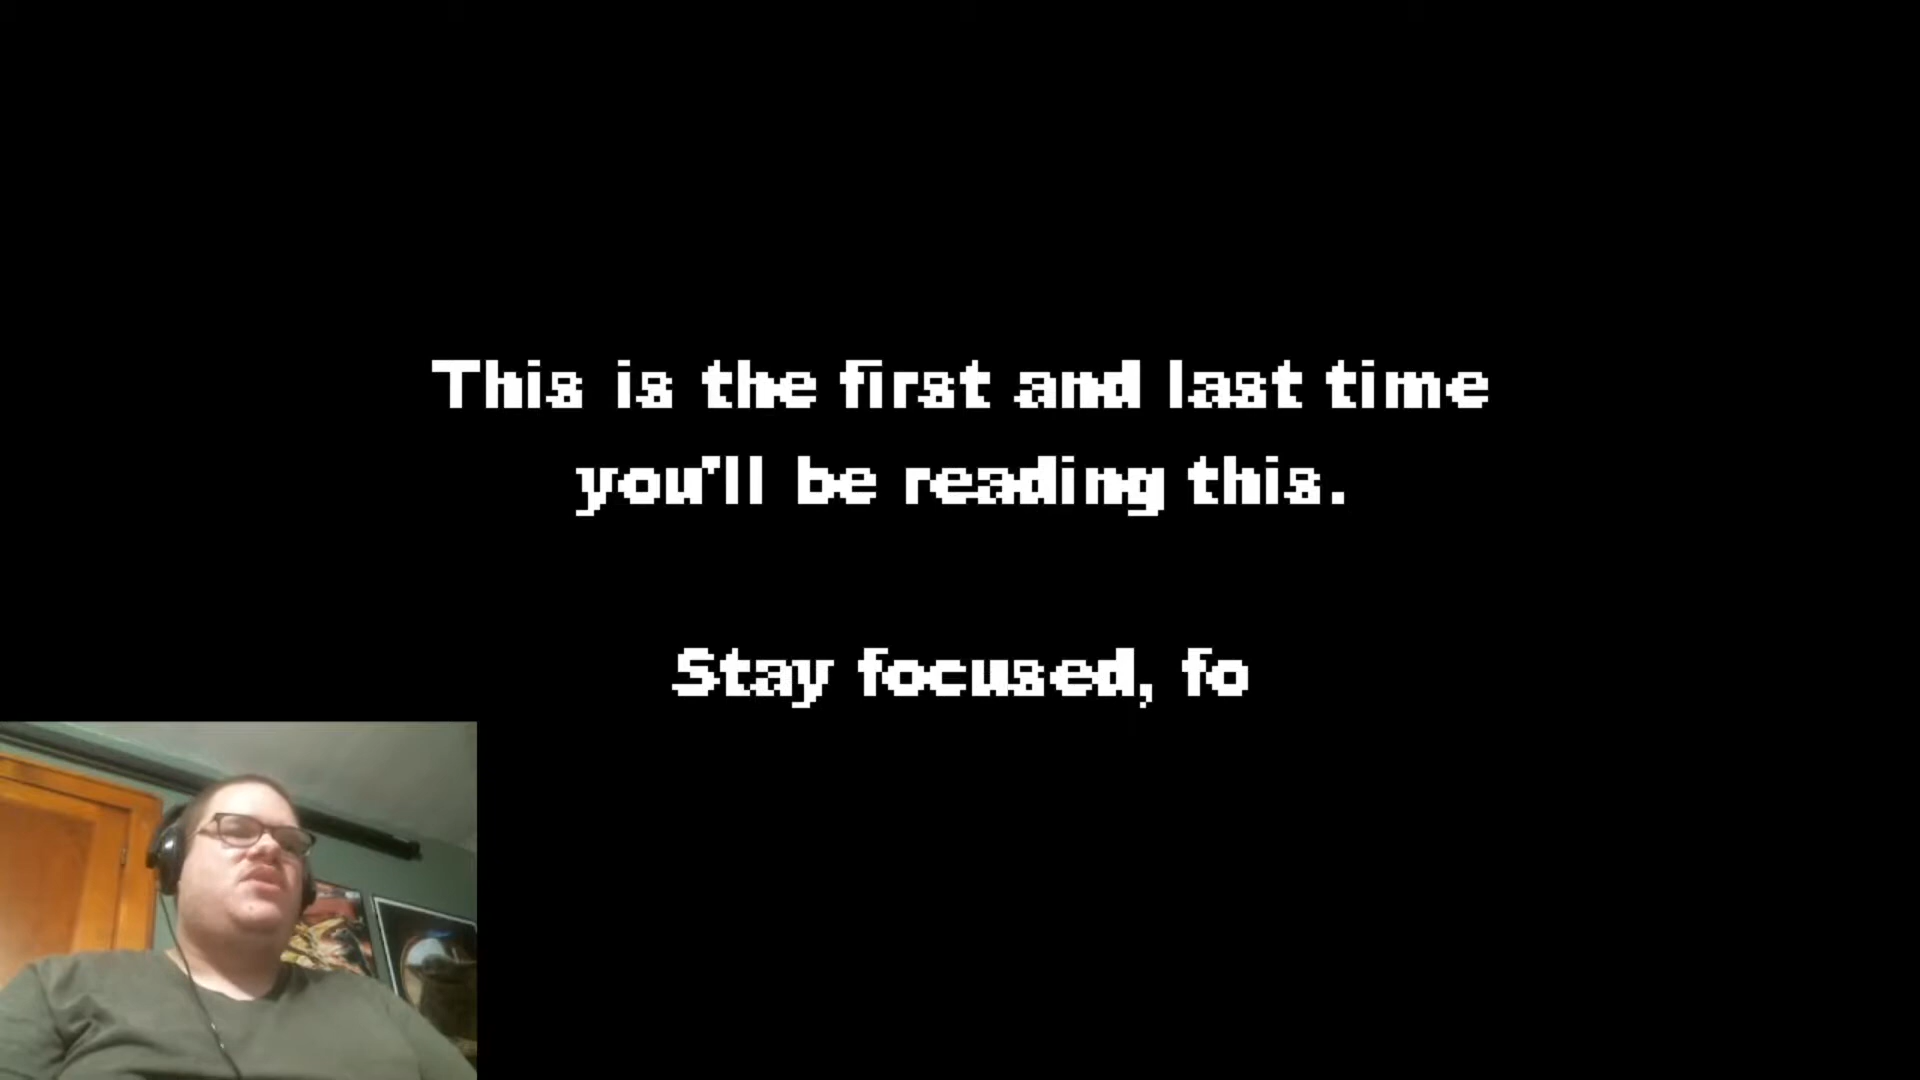 This is the first and last time
you'll be reading this.
Stay focused, fo